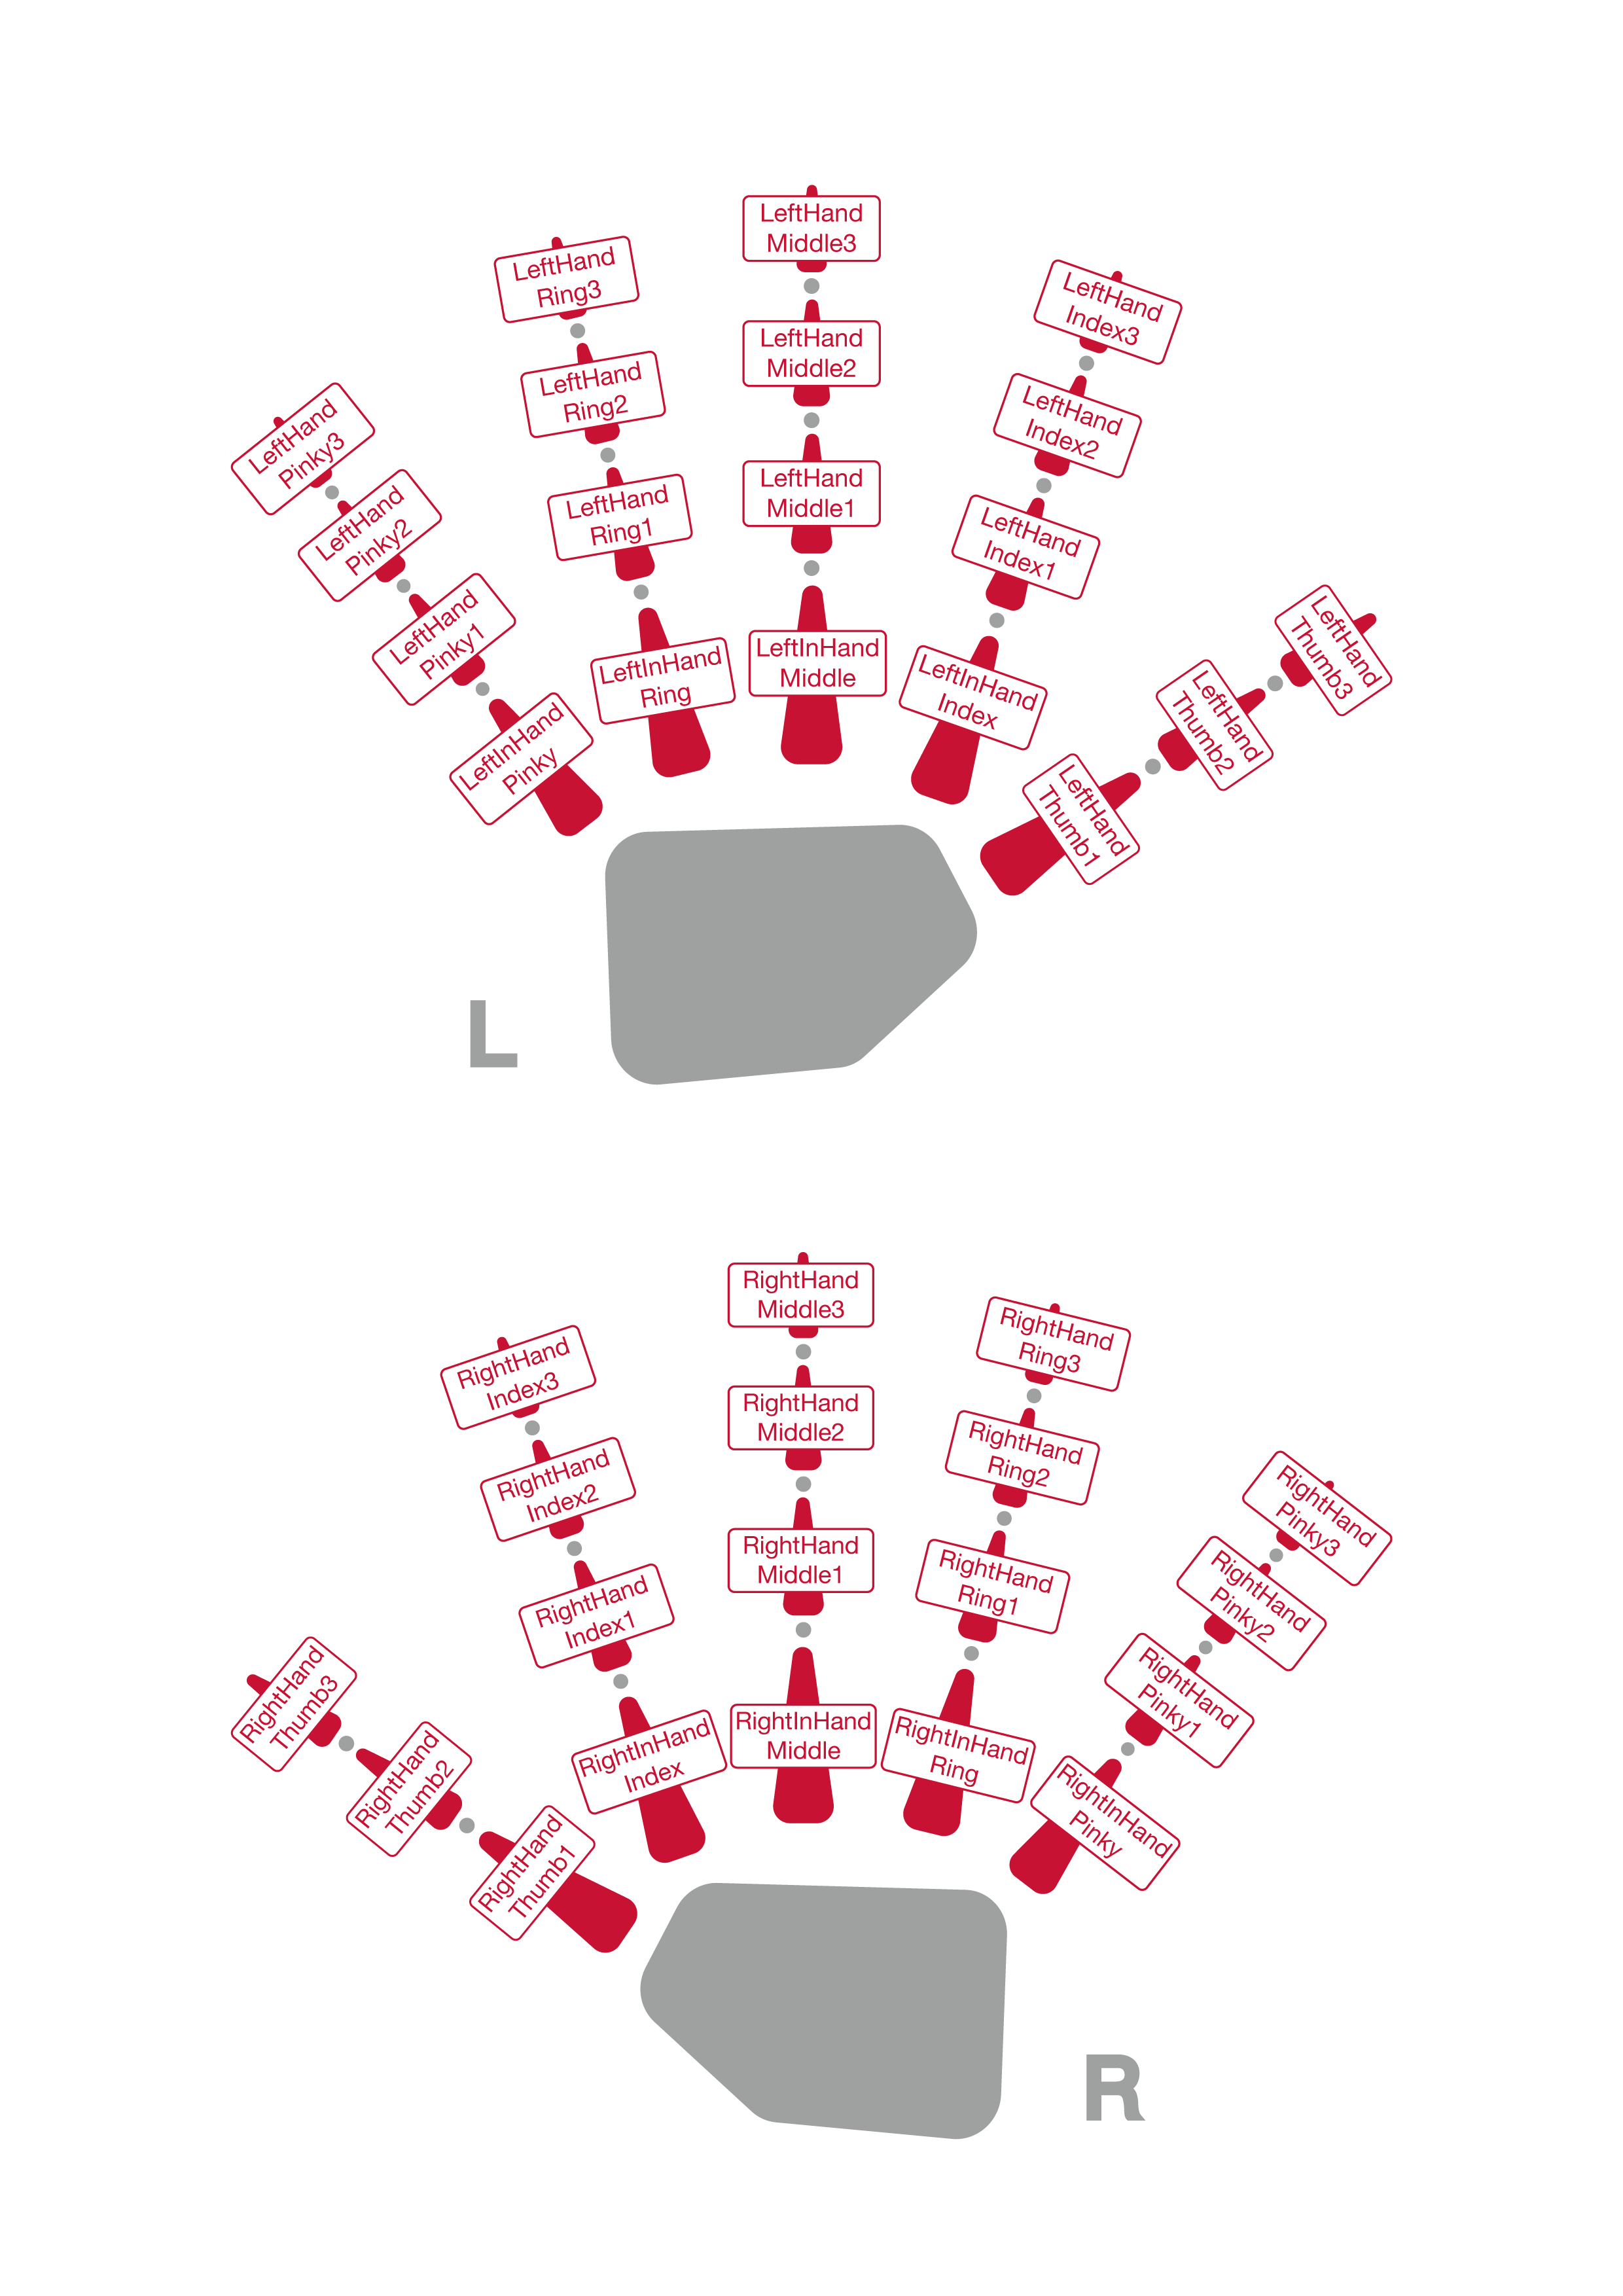 LeftHand
Middle3
LeftHand
Ring3
LeftHand
Index3
LeftHand
Middle2
LeftHand
Ring2
LeftHand
Index2
LeftHand
Pinky3
LeftHand
Middle1
LeftHand
Ring1
LeftHand
Index1
LeftHand
Pinky2
LeftHand
Pinky1
LeftHand
Thumb3
LeftInHand
Middle
LeftInHand
Ring
LeftInHand
Index
LeftHand
Thumb2
LeftInHand
Pinky
LeftHand
Thumb1
L
RightHand
Middle3
RightHand
Ring3
RightHand
Index3
RightHand
Middle2
RightHand
Ring2
RightHand
Index2
RightHand
Pinky3
RightHand
Middle1
RightHand
Ring1
RightHand
Index1
RightHand
Pinky2
RightHand
Pinky1
RightHand
Thumb3
RightInHand
Middle
RightInHand
Ring
RightInHand
Index
RightHand
Thumb2
RightInHand
Pinky
RightHand
Thumb1
R